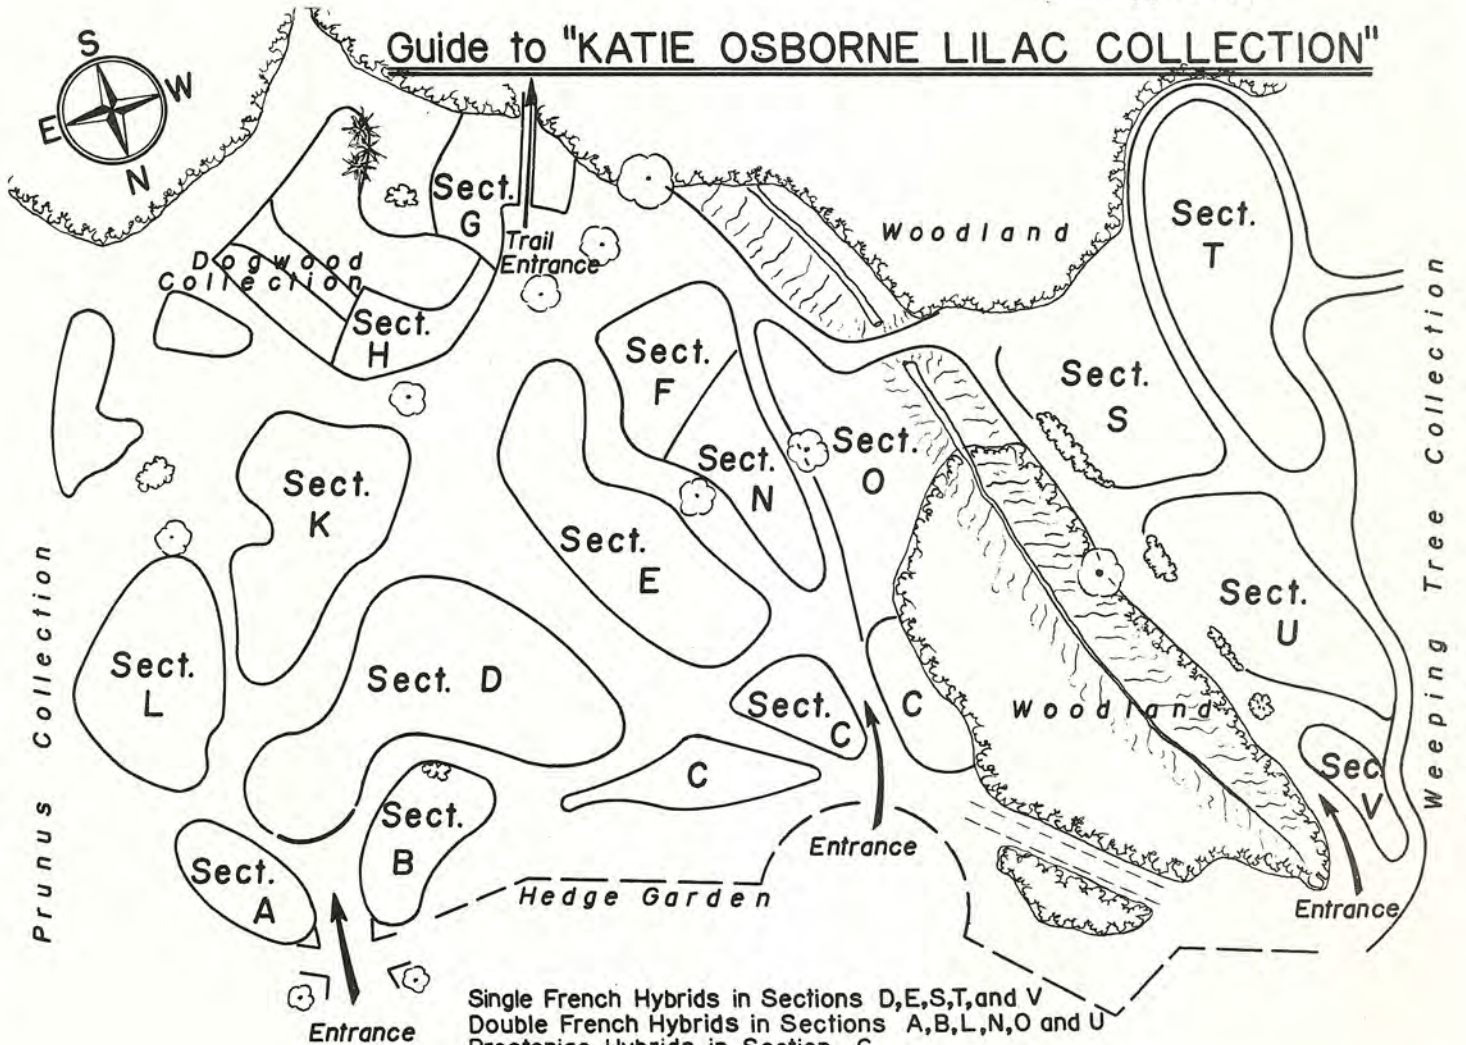 Guide to "KATIE OSBORNE LILAC COLLECTION"
S
W
E
N
Sect.
G
Trail
Entrance
Woodland
Sect.
T
Dogwood
Collection
Sect.
H
Sect.
F
Sect.
S
Sect.
O
Sect.
N
Sect.
K
Sect.
E
Sect.
U
Sect.
L
Sect. D
Sect.
C
C
C
Woodland
Sec.
V
Sect.
B
Sect.
A
Prunus Collection
Weeping Tree Collection
Entrance
Hedge Garden
Entrance
Entrance
Single French Hybrids in Sections D,E,S,T,and V
Double French Hybrids in Sections A,B,L,N,O and U